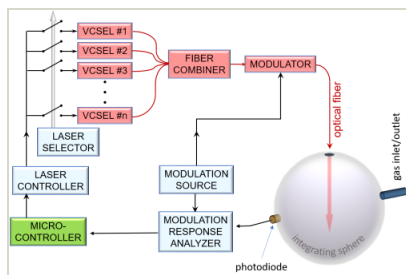 VCSEL #1
VCSEL #2
VCSEL #3
VCSEL #n
FIBER
COMBINER
MODULATOR
optical fiber
LASER
SELECTOR
LASER
CONTROLLER
MODULATION
SOURCE
gas inlet/outlet
MICRO-
CONTROLLER
MODULATION
RESPONSE
ANALYZER
integrating sphere
photodiode